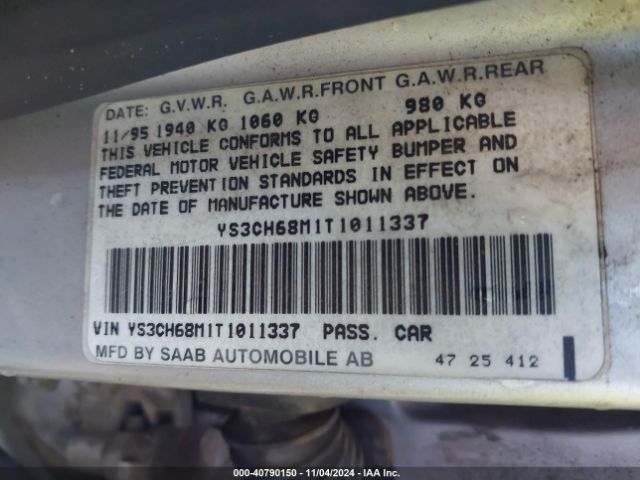 DATE: G.V.W.R. G.A.W.R.FRONT G.A.W.R.REAR
11/95 1940 KG 1060 KG 980 KG
THIS VEHICLE CONFORMS TO ALL APPLICABLE
FEDERAL MOTOR VEHICLE SAFETY BUMPER AND
THEFT PREVENTION STANDARDS IN EFFECT ON
THE DATE OF MANUFACTURE SHOWN ABOVE.
YS3CH68M1T1011337
VIN YS3CH68M1T1011337 PASS. CAR
MFD BY SAAB AUTOMOBILE AB 47 25 412
000-40790150 - 11/04/2024 - IAA Inc.